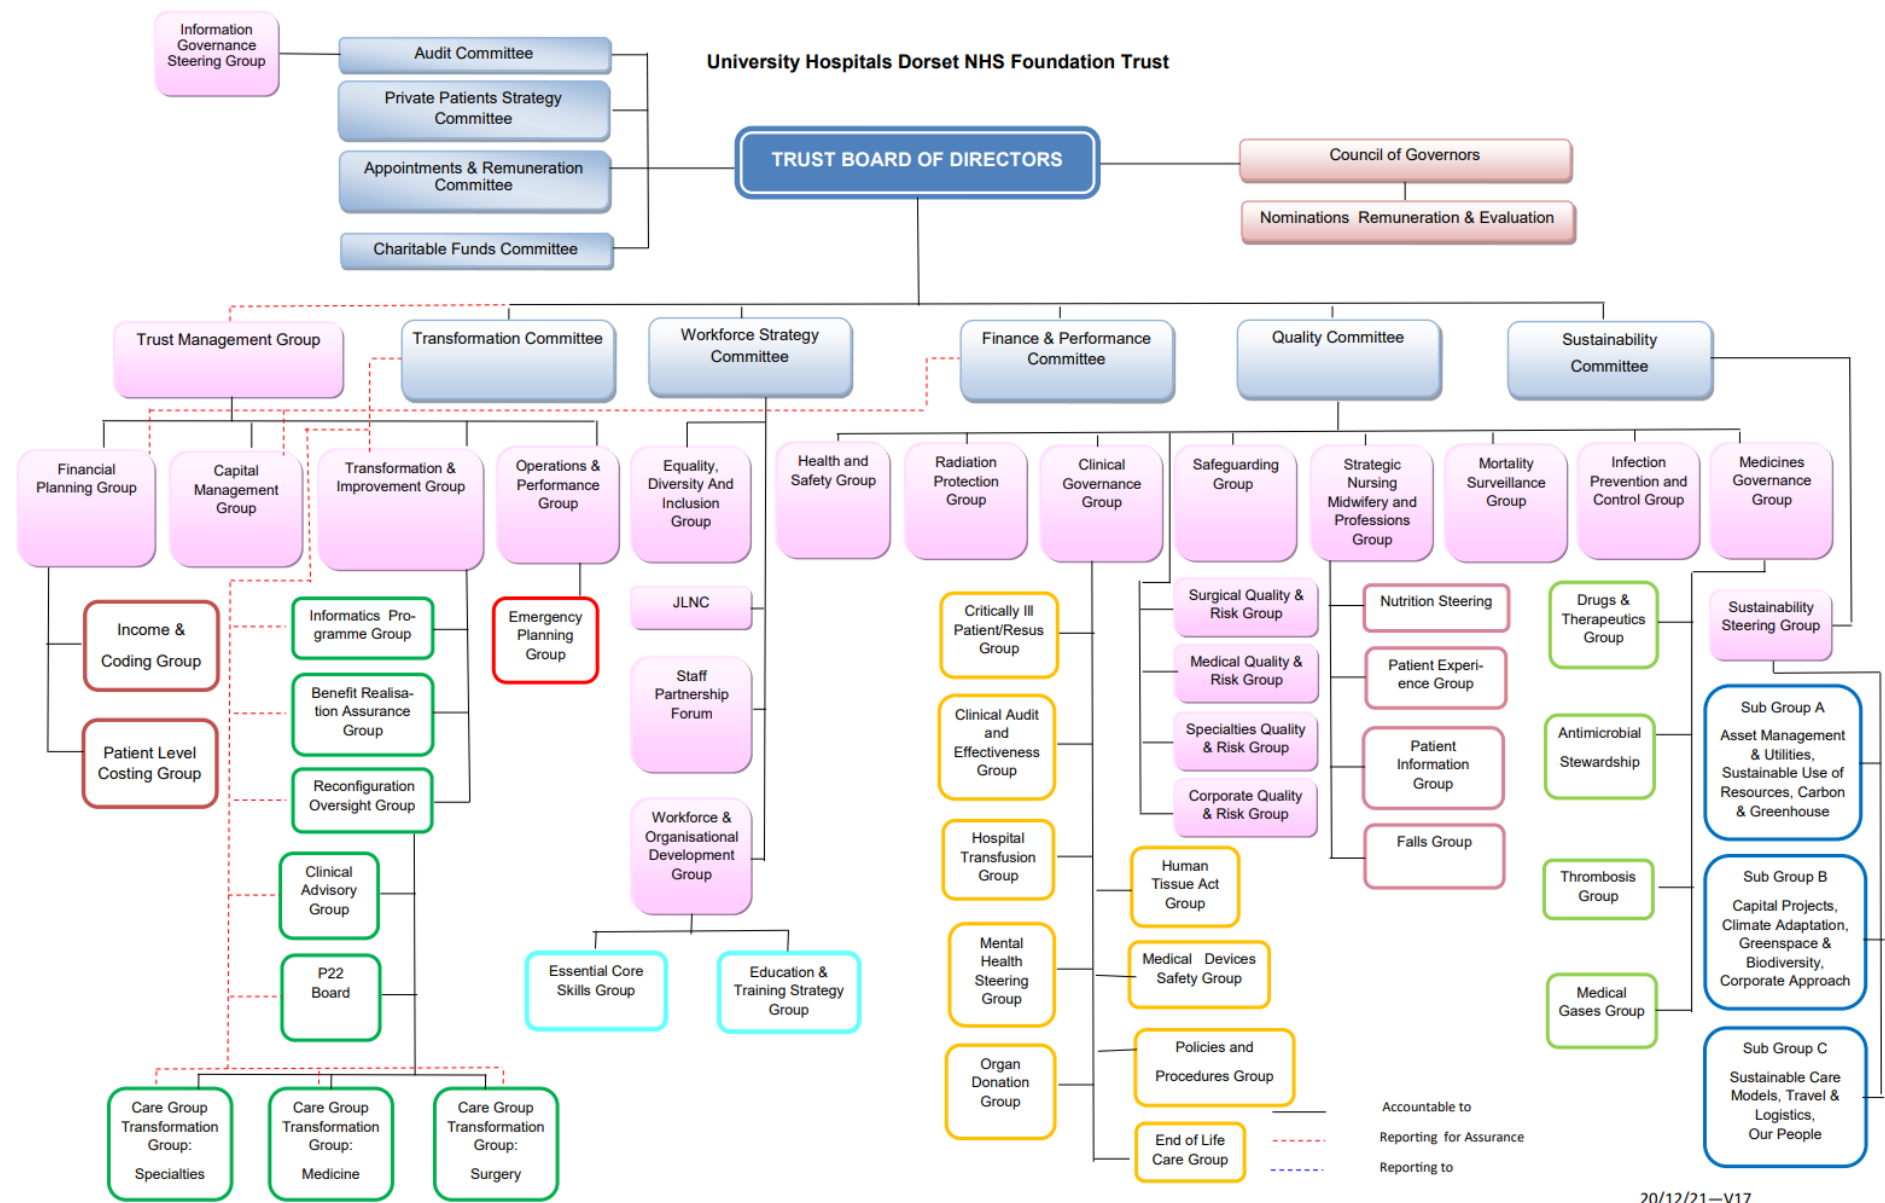 Information
Governance
Steering Group
Audit Committee
University Hospitals Dorset NHS Foundation Trust
Private Patients Strategy
Committee
TRUST BOARD OF DIRECTORS
Council of Governors
Appointments & Remuneration
Committee
Nominations Remuneration & Evaluation
Charitable Funds Committee
Trust Management Group
Transformation Committee
Workforce Strategy
Committee
Finance & Performance
Committee
Quality Committee
Sustainability
Committee
Financial
Planning Group
Capital
Management
Group
Transformation &
Improvement Group
Operations &
Performance
Group
Equality,
Diversity And
Inclusion
Group
Health and
Safety Group
Radiation
Protection
Group
Clinical
Governance
Group
Safeguarding
Group
Strategic
Nursing
Midwifery and
Professions
Group
Mortality
Surveillance
Group
Infection
Prevention and
Control Group
Medicines
Governance
Group
Income &
Coding Group
Patient Level
Costing Group
Informatics Pro-
gramme Group
Benefit Realisa-
tion Assurance
Group
Reconfiguration
Oversight Group
Clinical
Advisory
Group
P22
Board
Care Group
Transformation
Group:
Specialties
Care Group
Transformation
Group:
Medicine
Care Group
Transformation
Group:
Surgery
Emergency
Planning
Group
JLNC
Staff
Partnership
Forum
Workforce &
Organisational
Development
Group
Essential Core
Skills Group
Education &
Training Strategy
Group
Critically Ill
Patient/Resus
Group
Clinical Audit
and
Effectiveness
Group
Hospital
Transfusion
Group
Mental
Health
Steering
Group
Organ
Donation
Group
Human
Tissue Act
Group
Medical Devices
Safety Group
Policies and
Procedures Group
End of Life
Care Group
Surgical Quality &
Risk Group
Medical Quality &
Risk Group
Specialties Quality
& Risk Group
Corporate Quality
& Risk Group
Nutrition Steering
Patient Experi-
ence Group
Patient
Information
Group
Falls Group
Drugs &
Therapeutics
Group
Antimicrobial
Stewardship
Thrombosis
Group
Medical
Gases Group
Sustainability
Steering Group
Sub Group A
Asset Management
& Utilities,
Sustainable Use of
Resources, Carbon
& Greenhouse
Sub Group B
Capital Projects,
Climate Adaptation,
Greenspace &
Biodiversity,
Corporate Approach
Sub Group C
Sustainable Care
Models, Travel &
Logistics,
Our People
Accountable to
Reporting for Assurance
Reporting to
20/12/21—V17